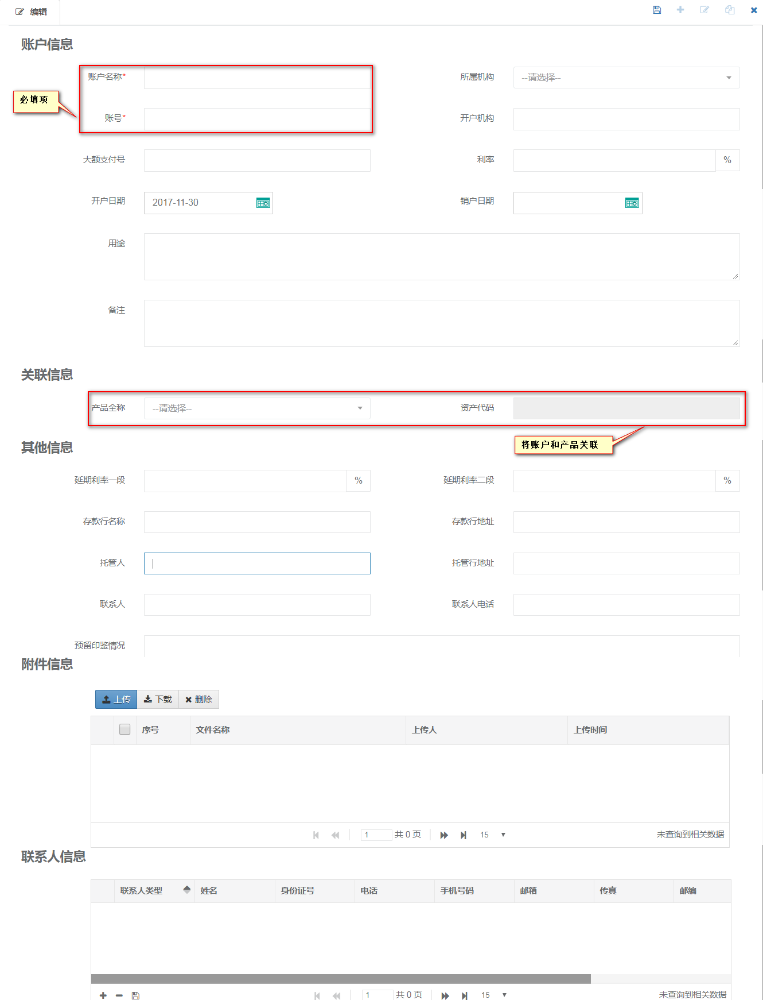 编辑
账户信息
账户名称* 所属机构 --请选择--
必填项
账号* 开户机构
大额支付号 利率 %
开户日期 2017-11-30 销户日期
用途
备注
关联信息
产品全称 --请选择-- 资产代码
将账户和产品关联
其他信息
延期利率一段 % 延期利率二段 %
存款行名称 存款行地址
托管人 托管行地址
联系人 联系人电话
预留印鉴情况
附件信息
上传 下载 删除
序号 文件名称 上传人 上传时间
1 共 0 页 15 未查询到相关数据
联系人信息
联系人类型 姓名 身份证号 电话 手机号码 邮箱 传真 邮编
1 共 0 页 15 未查询到相关数据